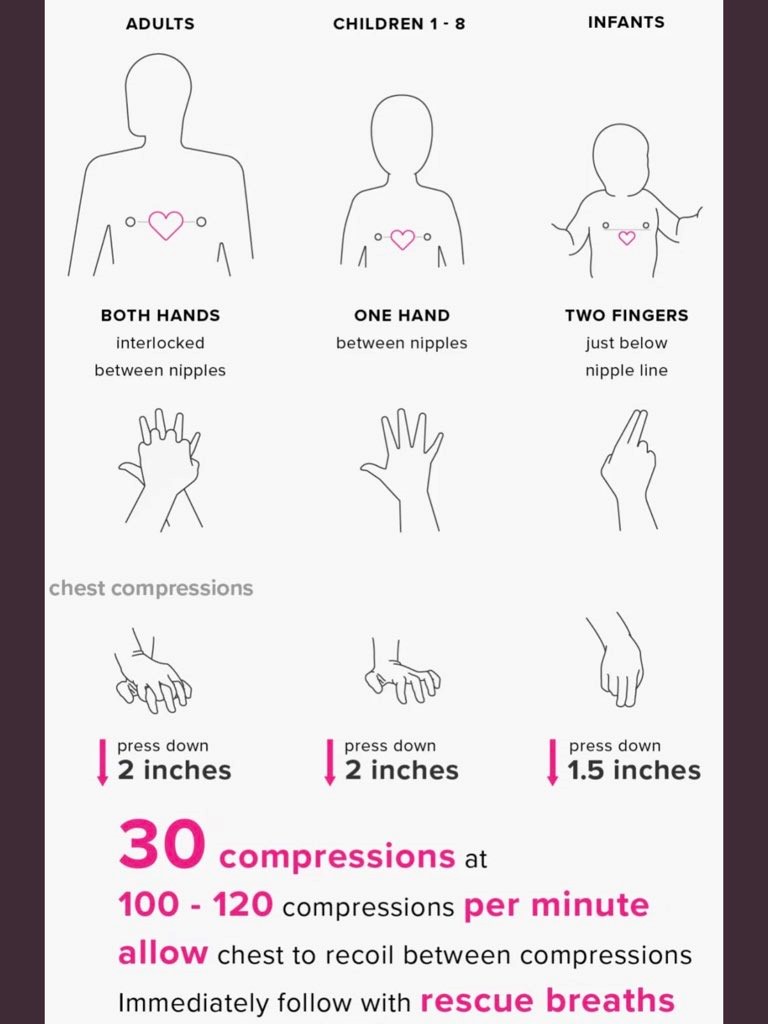 ADULTS
CHILDREN 1 - 8
INFANTS
BOTH HANDS
interlocked
between nipples
ONE HAND
between nipples
TWO FINGERS
just below
nipple line
chest compressions
press down
2 inches
press down
2 inches
press down
1.5 inches
30 compressions at
100 - 120 compressions per minute
allow chest to recoil between compressions
Immediately follow with rescue breaths